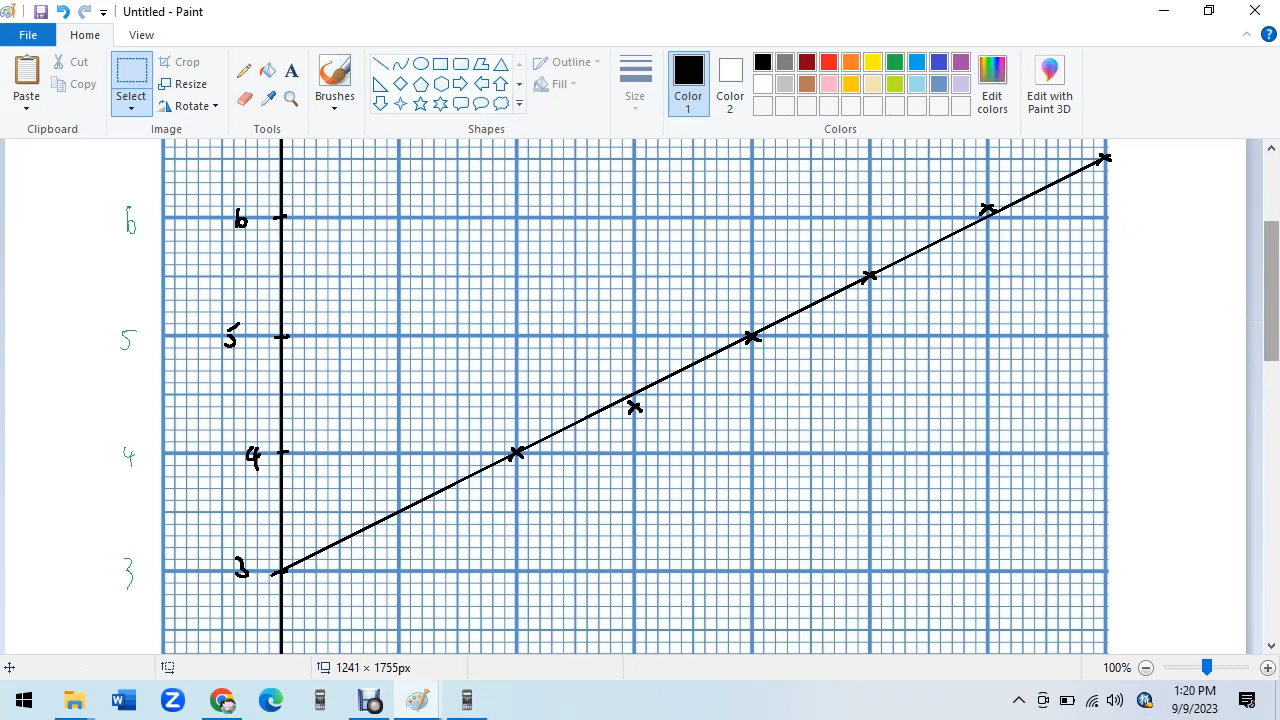 Untitled - Paint
File Home View
Paste Cut Copy Select Crop Resize Rotate Brushes Outline Fill Size Color 1 Color 2 Edit colors Edit with Paint 3D
Clipboard Image Tools Shapes Colors
6 6
5 5
4 4
3 3
1241 × 1755px 100%
1:20 PM
9/9/2023